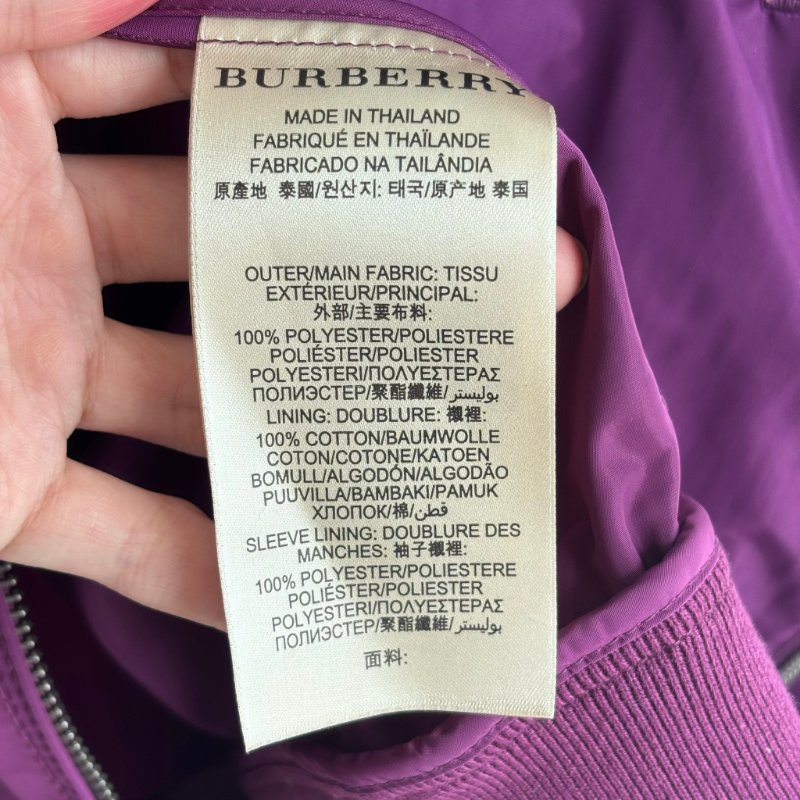 BURBERRY
MADE IN THAILAND
FABRIQUÉ EN THAÏLANDE
FABRICADO NA TAILÂNDIA
原產地 泰國/원산지: 태국/原产地 泰国
OUTER/MAIN FABRIC: TISSU
EXTÉRIEUR/PRINCIPAL:
外部/主要布料:
100% POLYESTER/POLIESTERE
POLIÉSTER/POLIESTER
POLYESTERI/ΠΟΛΥΕΣΤΕΡΑΣ
ПОЛИЭСТЕР/聚酯纖維/بوليستر
LINING: DOUBLURE: 襯裡:
100% COTTON/BAUMWOLLE
COTON/COTONE/KATOEN
BOMULL/ALGODÓN/ALGODÃO
PUUVILLA/BAMBAKI/PAMUK
ХЛОПОК/棉/قطن
SLEEVE LINING: DOUBLURE DES
MANCHES: 袖子襯裡:
100% POLYESTER/POLIESTERE
POLIÉSTER/POLIESTER
POLYESTERI/ΠΟΛΥΕΣΤΕΡΑΣ
ПОЛИЭСТЕР/聚酯纖維/بوليستر
面料: